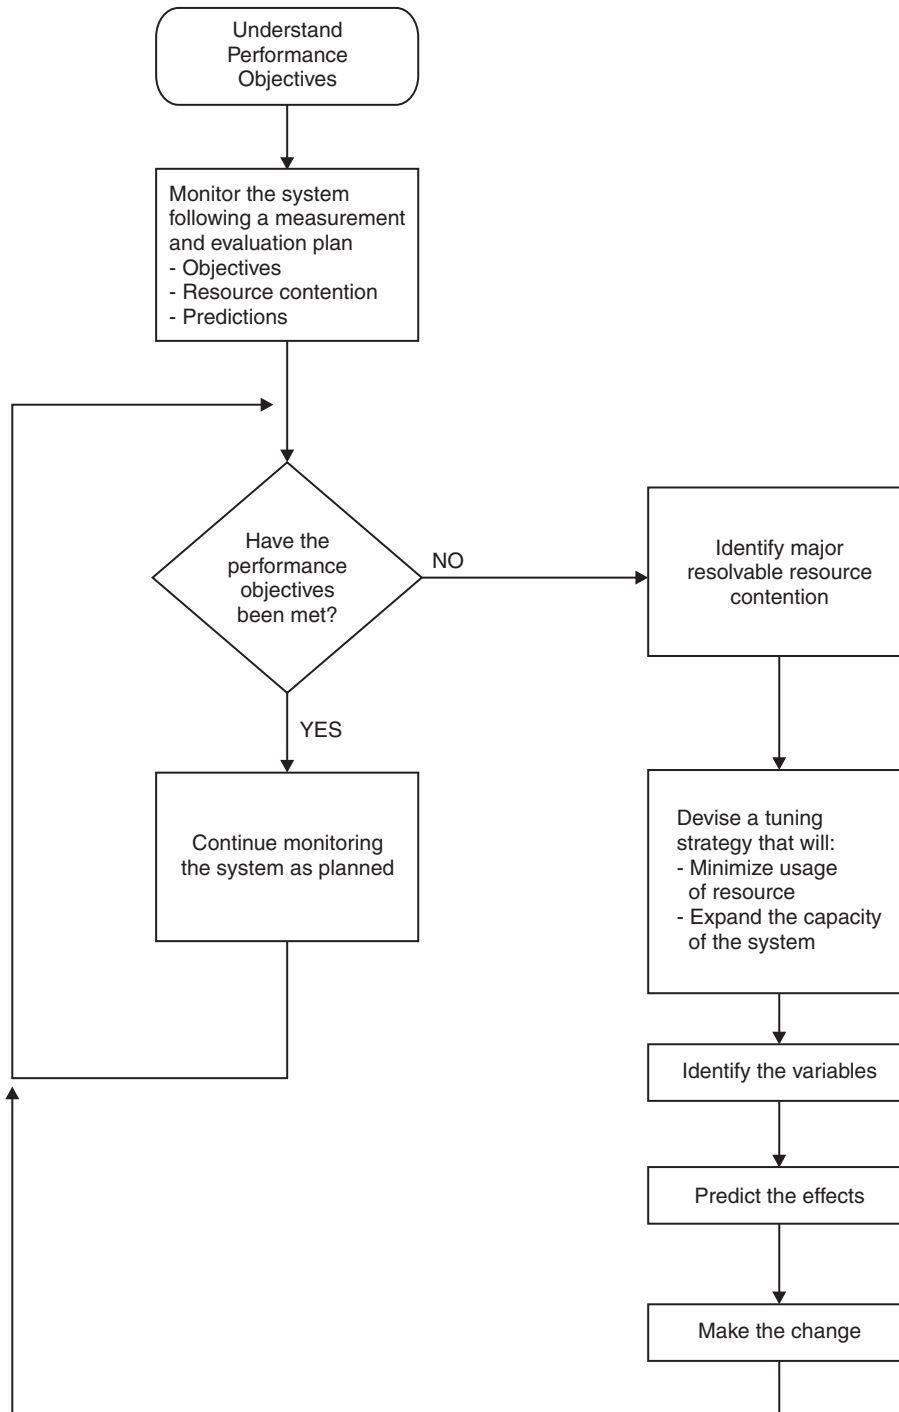 Understand
Performance
Objectives
Monitor the system
following a measurement
and evaluation plan
- Objectives
- Resource contention
- Predictions
Have the
performance
objectives
been met?
NO
Identify major
resolvable resource
contention
YES
Continue monitoring
the system as planned
Devise a tuning
strategy that will:
- Minimize usage
of resource
- Expand the capacity
of the system
Identify the variables
Predict the effects
Make the change